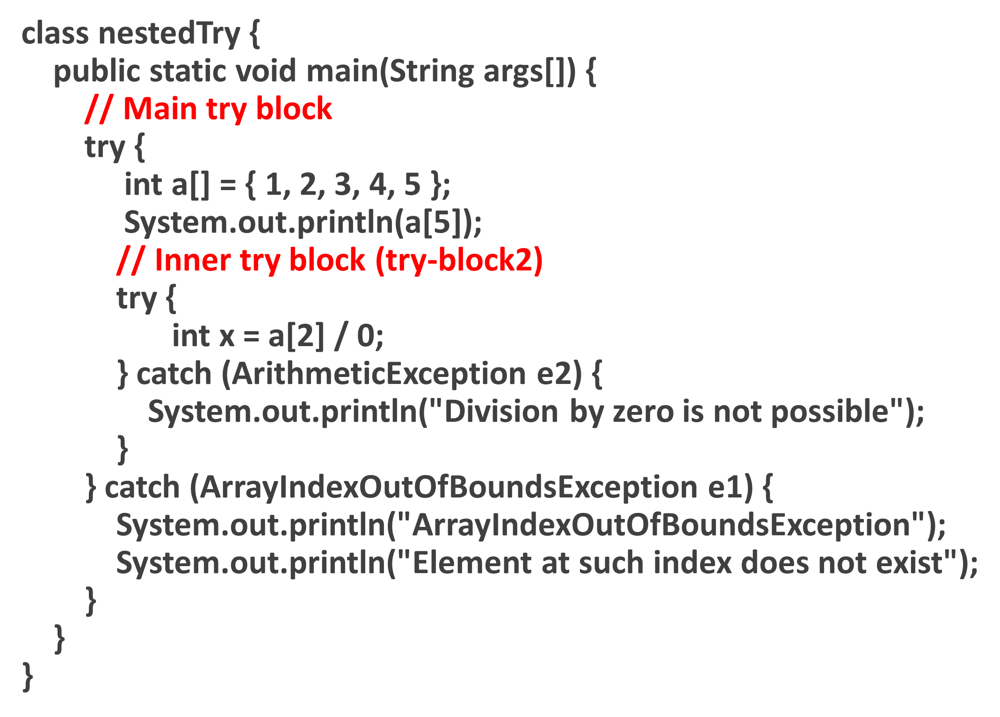 class nestedTry {
public static void main(String args[]) {
// Main try block
try {
int a[] = { 1, 2, 3, 4, 5 };
System.out.println(a[5]);
// Inner try block (try-block2)
try {
int x = a[2] / 0;
} catch (ArithmeticException e2) {
System.out.println("Division by zero is not possible");
}
} catch (ArrayIndexOutOfBoundsException e1) {
System.out.println("ArrayIndexOutOfBoundsException");
System.out.println("Element at such index does not exist");
}
}
}